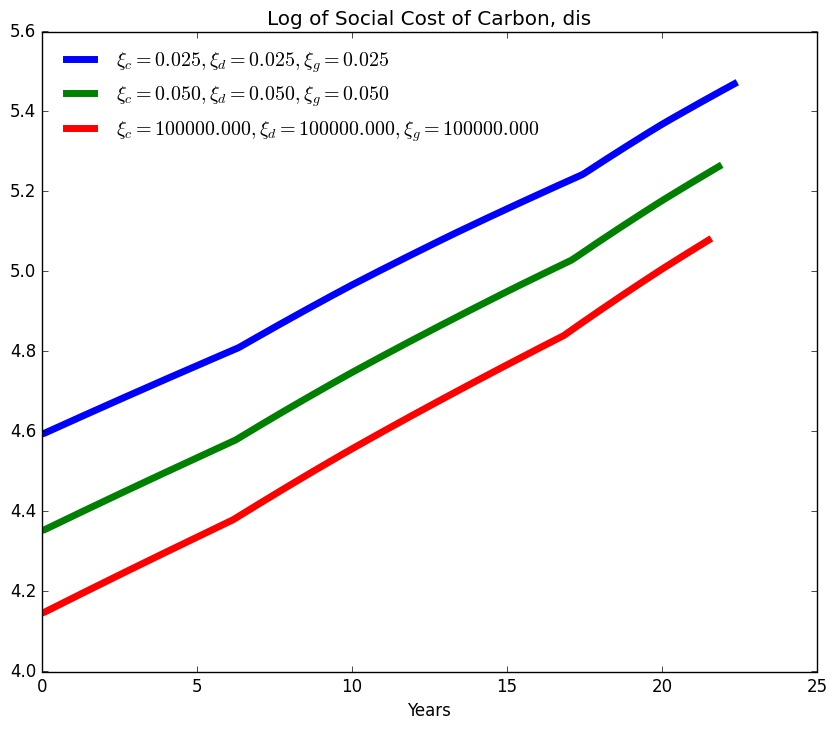 Log of Social Cost of Carbon, dis
5.6
5.4
5.2
5.0
4.8
4.6
4.4
4.2
4.0
ξc = 0.025, ξd = 0.025, ξg = 0.025
ξc = 0.050, ξd = 0.050, ξg = 0.050
ξc = 100000.000, ξd = 100000.000, ξg = 100000.000
0 5 10 15 20 25
Years